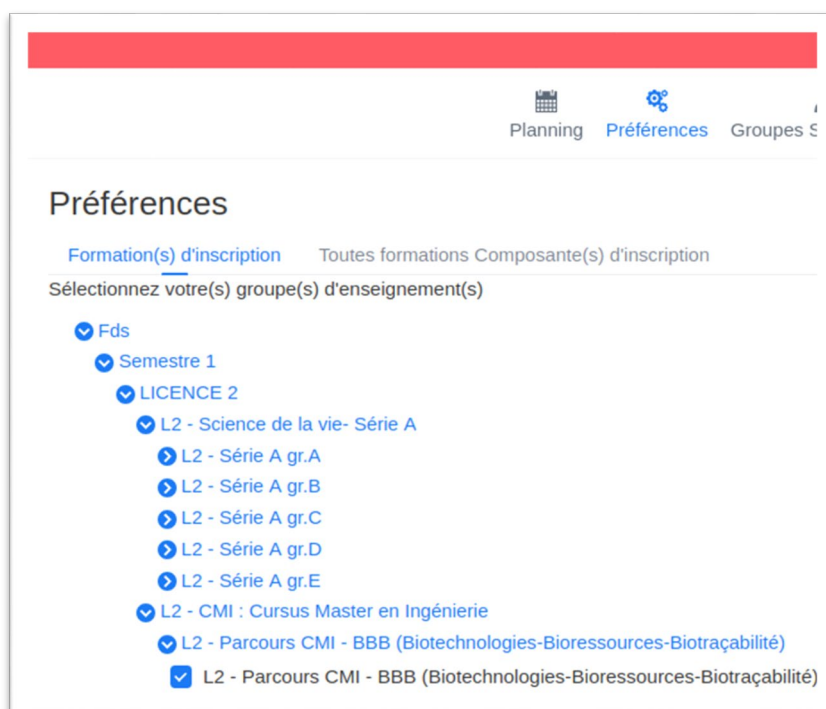 Planning Préférences Groupes S
Préférences
Formation(s) d'inscription Toutes formations Composante(s) d'inscription
Sélectionnez votre(s) groupe(s) d'enseignement(s)
Fds
Semestre 1
LICENCE 2
L2 - Science de la vie- Série A
L2 - Série A gr.A
L2 - Série A gr.B
L2 - Série A gr.C
L2 - Série A gr.D
L2 - Série A gr.E
L2 - CMI : Cursus Master en Ingénierie
L2 - Parcours CMI - BBB (Biotechnologies-Bioressources-Biotraçabilité)
L2 - Parcours CMI - BBB (Biotechnologies-Bioressources-Biotraçabilité)